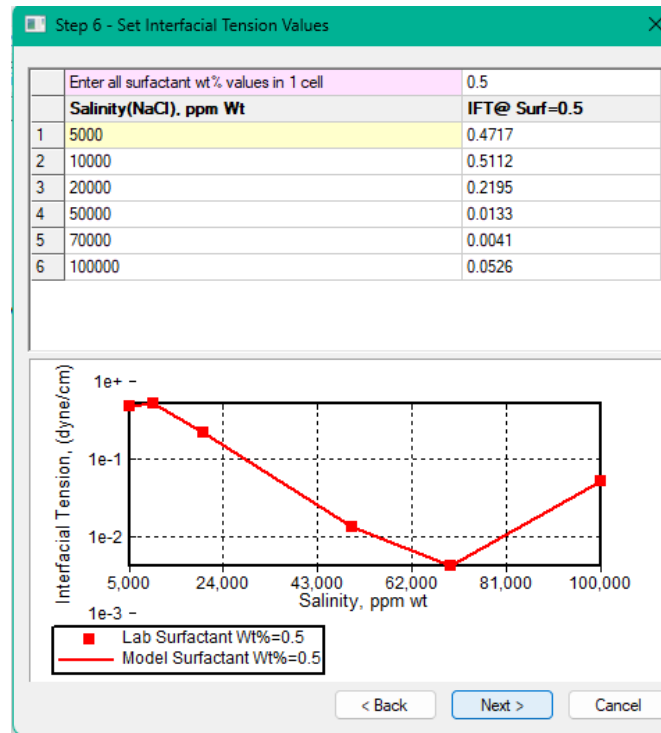 Step 6 - Set Interfacial Tension Values
Enter all surfactant wt% values in 1 cell 0.5
Salinity(NaCl), ppm Wt IFT@ Surf=0.5
1 5000 0.4717
2 10000 0.5112
3 20000 0.2195
4 50000 0.0133
5 70000 0.0041
6 100000 0.0526
Interfacial Tension, (dyne/cm)
1e+
1e-1
1e-2
1e-3
5,000 24,000 43,000 62,000 81,000 100,000
Salinity, ppm wt
Lab Surfactant Wt%=0.5
Model Surfactant Wt%=0.5
< Back Next > Cancel